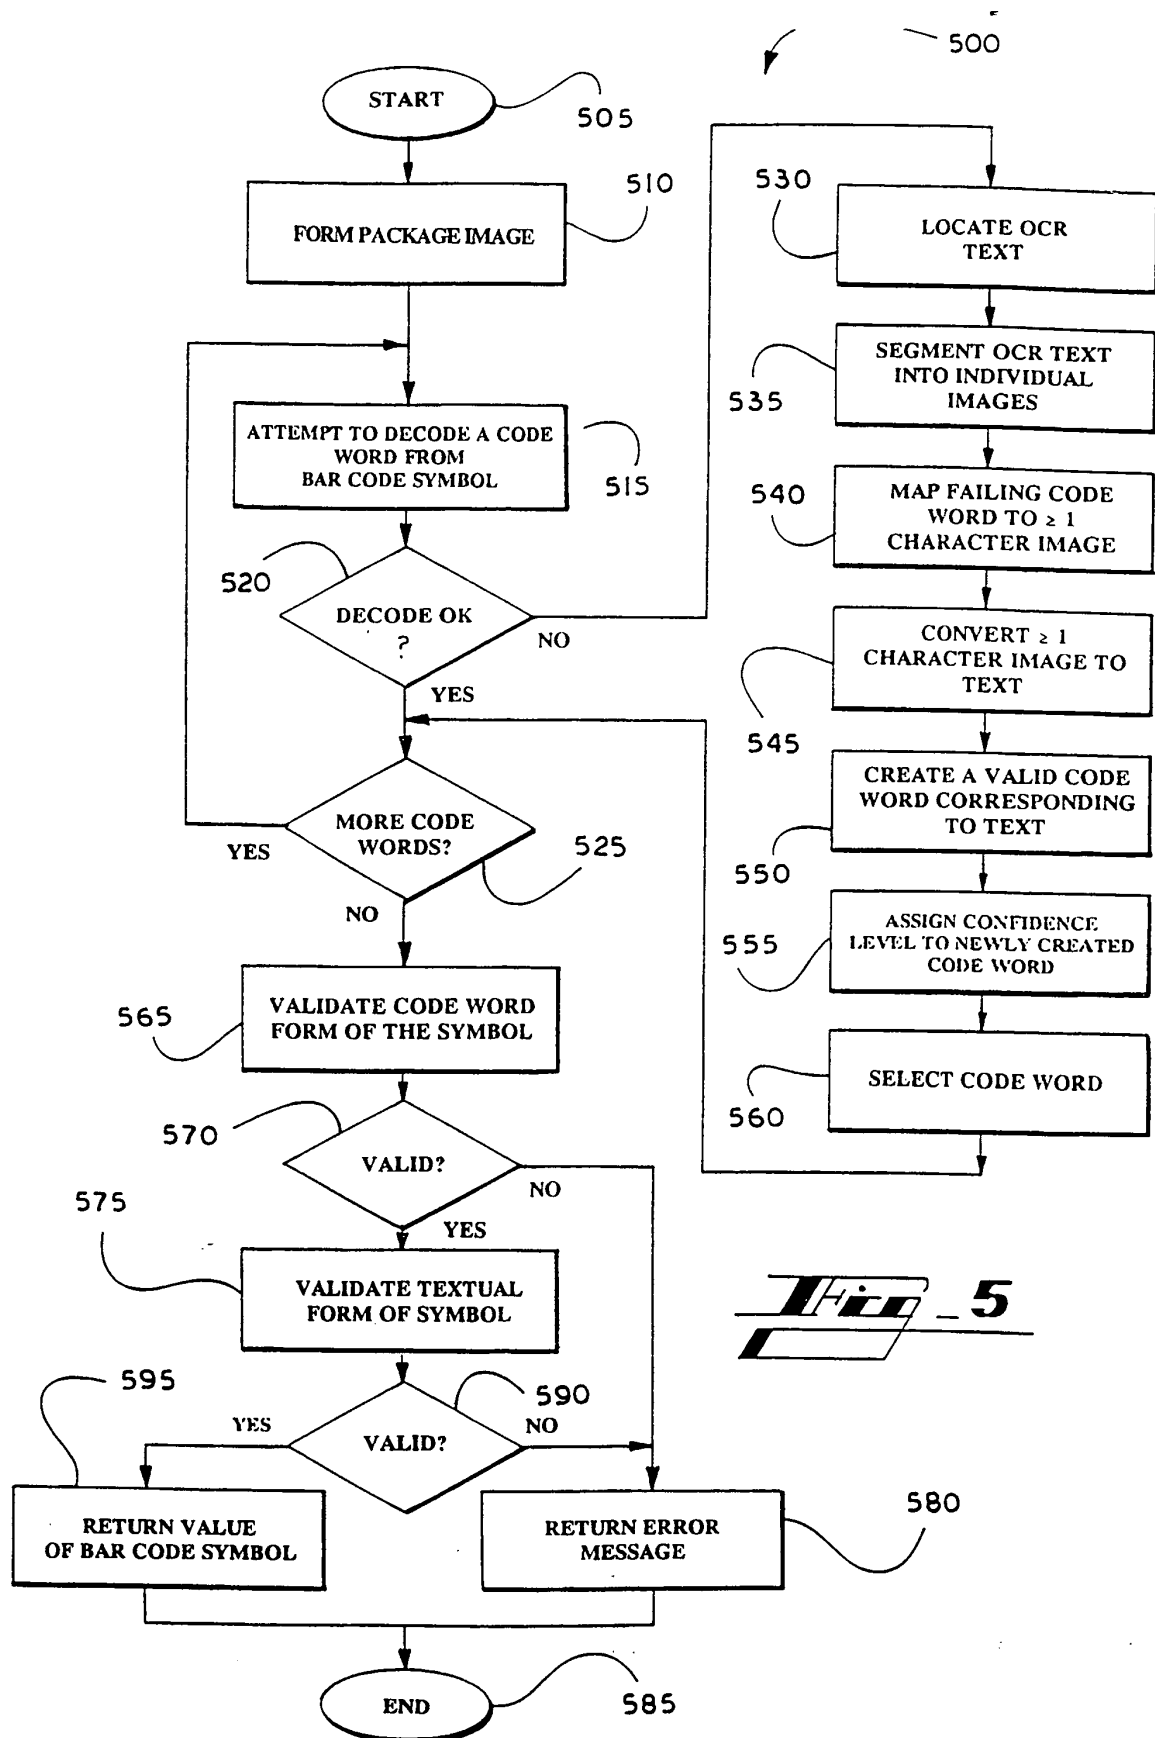 500
START
505
FORM PACKAGE IMAGE
510
ATTEMPT TO DECODE A CODE
WORD FROM
BAR CODE SYMBOL
515
520
DECODE OK
?
NO
YES
MORE CODE
WORDS?
YES
525
NO
530
LOCATE OCR
TEXT
SEGMENT OCR TEXT
INTO INDIVIDUAL
IMAGES
535
540
MAP FAILING CODE
WORD TO ≥ 1
CHARACTER IMAGE
CONVERT ≥ 1
CHARACTER IMAGE TO
TEXT
545
CREATE A VALID CODE
WORD CORRESPONDING
TO TEXT
550
ASSIGN CONFIDENCE
LEVEL TO NEWLY CREATED
CODE WORD
555
SELECT CODE WORD
560
565
VALIDATE CODE WORD
FORM OF THE SYMBOL
570
VALID?
NO
YES
575
VALIDATE TEXTUAL
FORM OF SYMBOL
595
590
YES
VALID?
NO
RETURN VALUE
OF BAR CODE SYMBOL
RETURN ERROR
MESSAGE
580
END
585
Fig_5